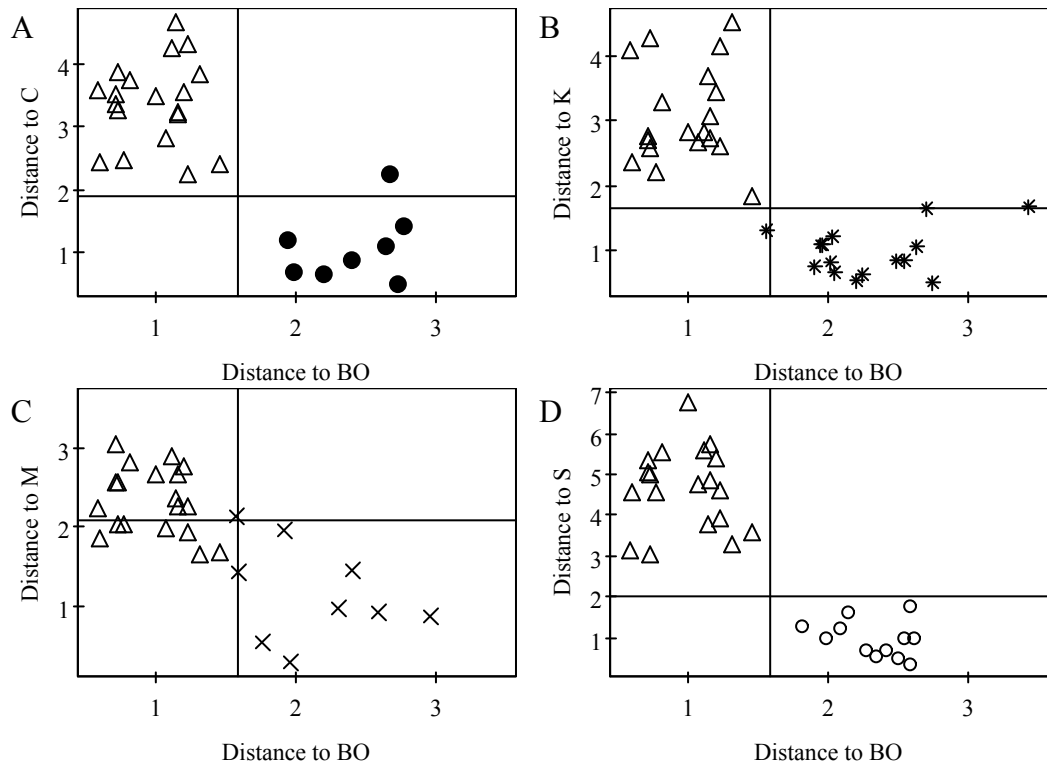 A
Distance to C
4
3
2
1
1 2 3
Distance to BO
B
Distance to K
4
3
2
1
1 2 3
Distance to BO
C
Distance to M
3
2
1
1 2 3
Distance to BO
D
Distance to S
7
6
5
4
3
2
1
1 2 3
Distance to BO